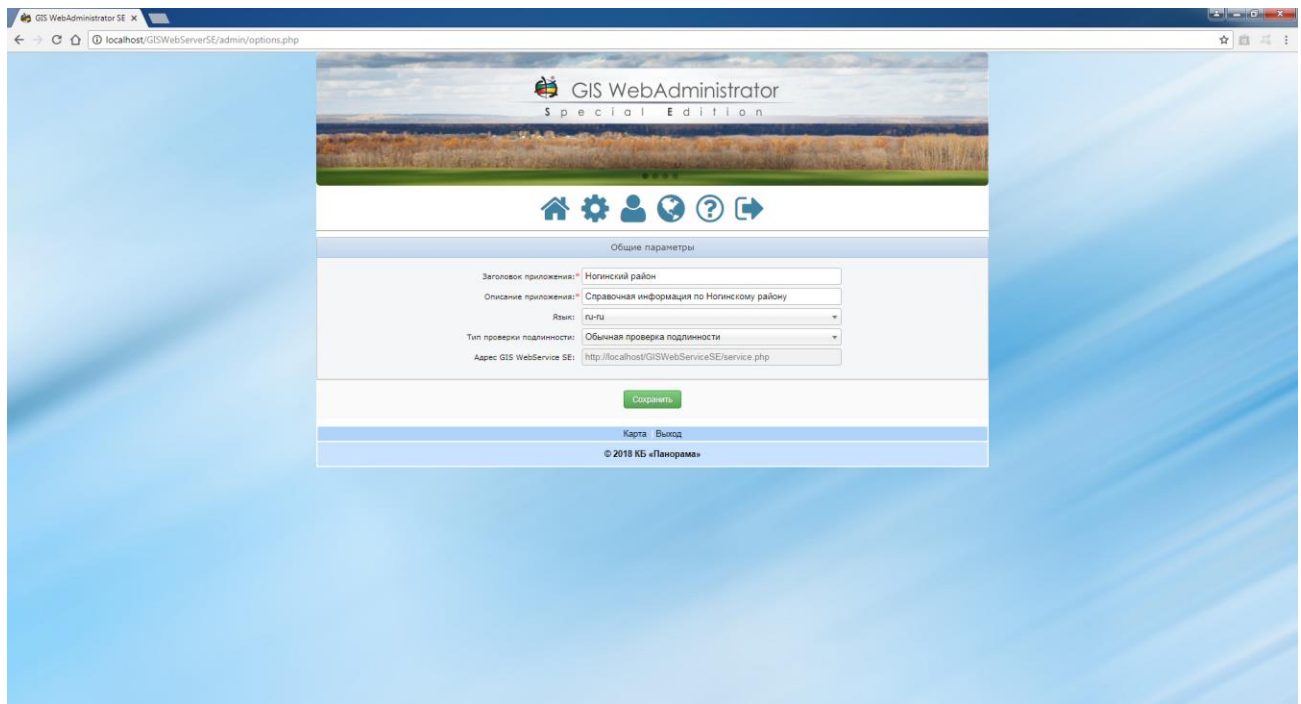 GIS WebAdministrator SE
localhost/GISWebServerSE/admin/options.php
GIS WebAdministrator
Special Edition
Общие параметры
Заголовок приложения:* Ногинский район
Описание приложения:* Справочная информация по Ногинскому району
Язык: ru-ru
Тип проверки подлинности: Обычная проверка подлинности
Адрес GIS WebService SE: http://localhost/GISWebServiceSE/service.php
Сохранить
Карта | Выход
© 2018 КБ «Панорама»